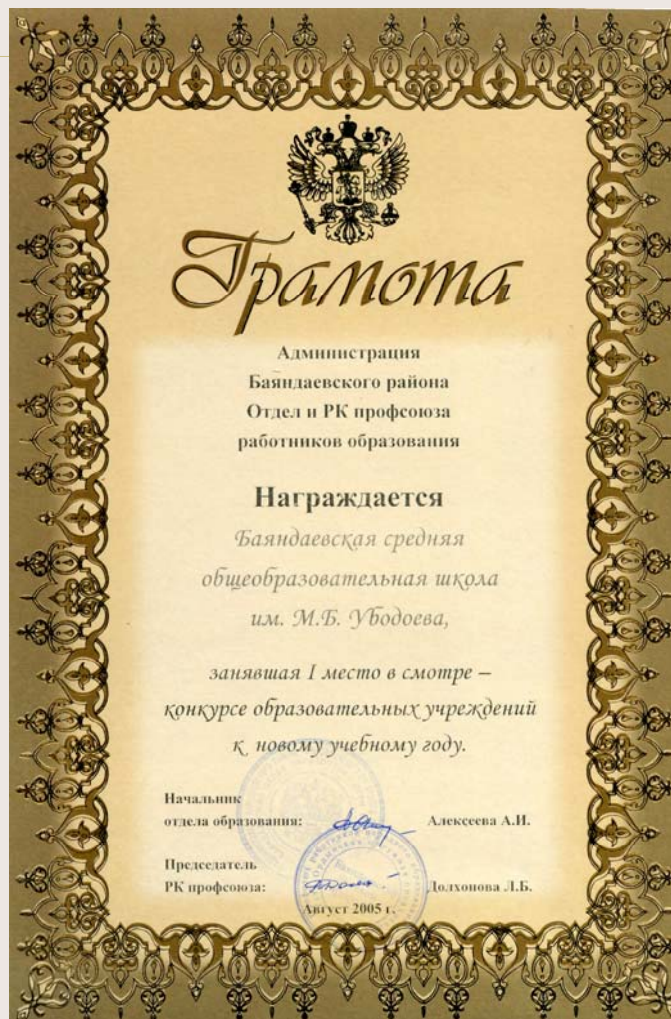 Грамота
Администрация
Баяндаевского района
Отдел и РК профсоюза
работников образования
Награждается
Баяндаевская средняя
общеобразовательная школа
им. М.Б. Убодоева,
занявшая I место в смотре –
конкурсе образовательных учреждений
к новому учебному году.
Начальник
отдела образования:
Алексеева А.И.
Председатель
РК профсоюза:
Долхонова Л.Б.
Август 2005 г.